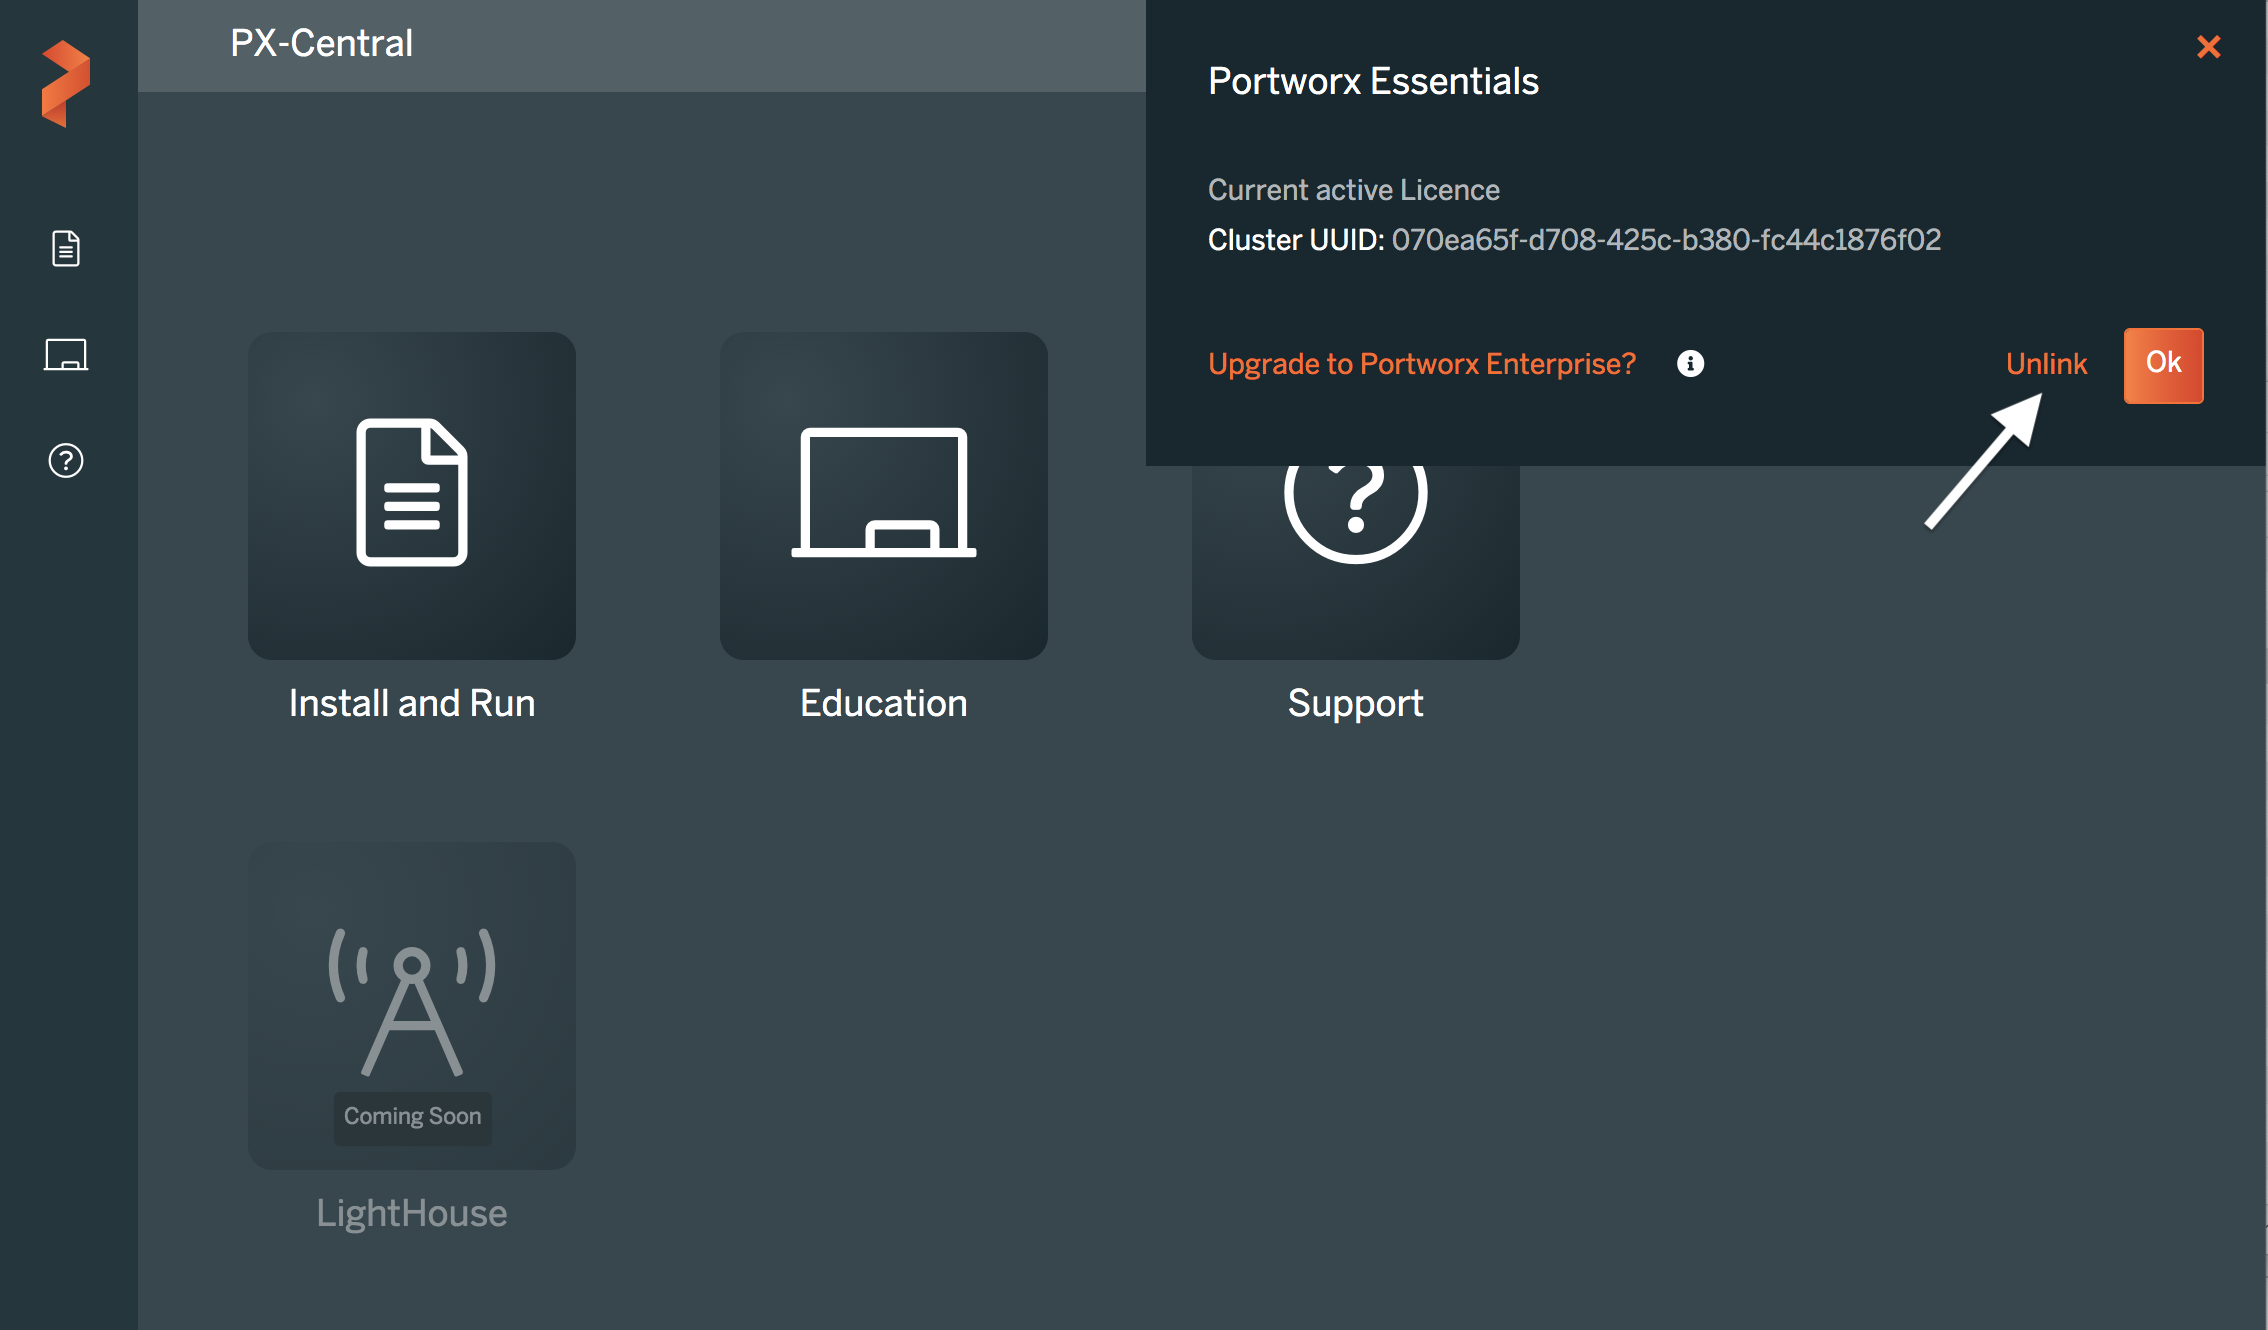 PX-Central
Portworx Essentials
Current active Licence
Cluster UUID: 070ea65f-d708-425c-b380-fc44c1876f02
Upgrade to Portworx Enterprise?
Unlink
Ok
Install and Run
Education
Support
Coming Soon
LightHouse